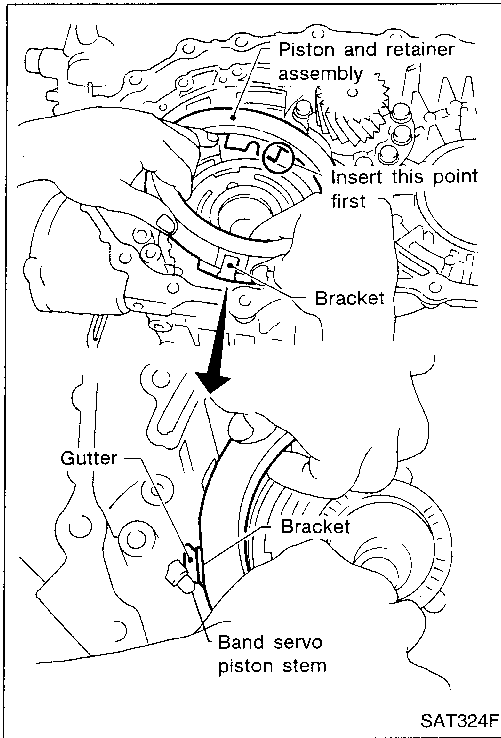 Piston and retainer
assembly
Insert this point
first
Bracket
Gutter
Bracket
Band servo
piston stem
SAT324F